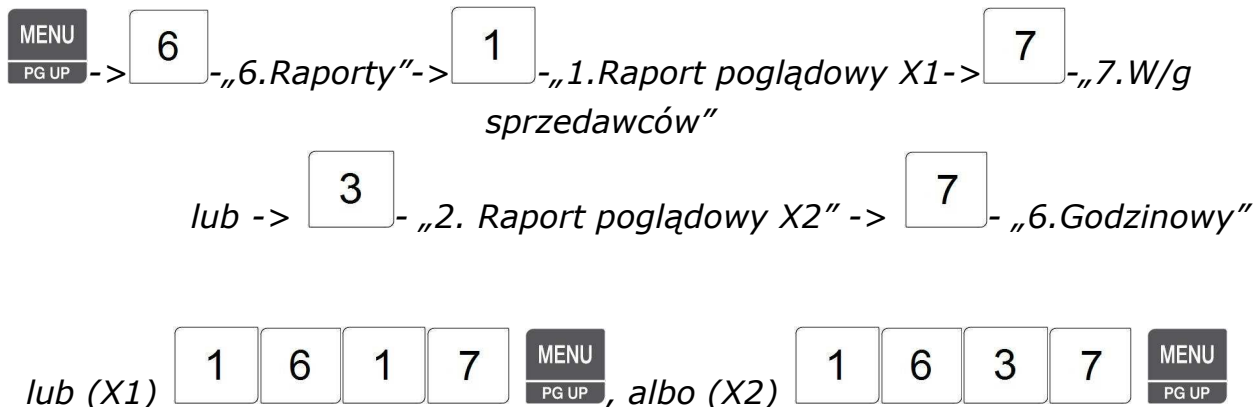 MENU
PG UP -> 6 -„6.Raporty”-> 1 -„1.Raport poglądowy X1-> 7 -„7.W/g
sprzedawców”
lub -> 3 - „2. Raport poglądowy X2” -> 7 - „6.Godzinowy”
lub (X1) 1 6 1 7 MENU PG UP , albo (X2) 1 6 3 7 MENU PG UP